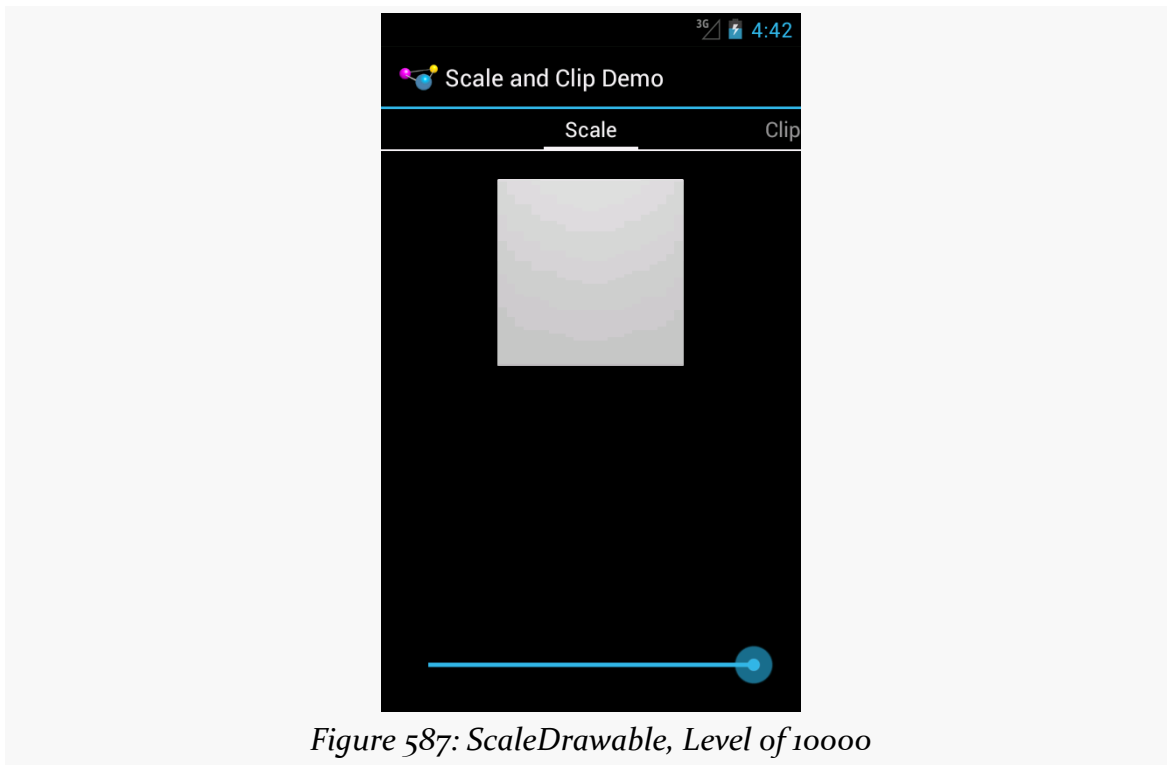 3G 4:42
Scale and Clip Demo
Scale Clip
Figure 587: ScaleDrawable, Level of 10000